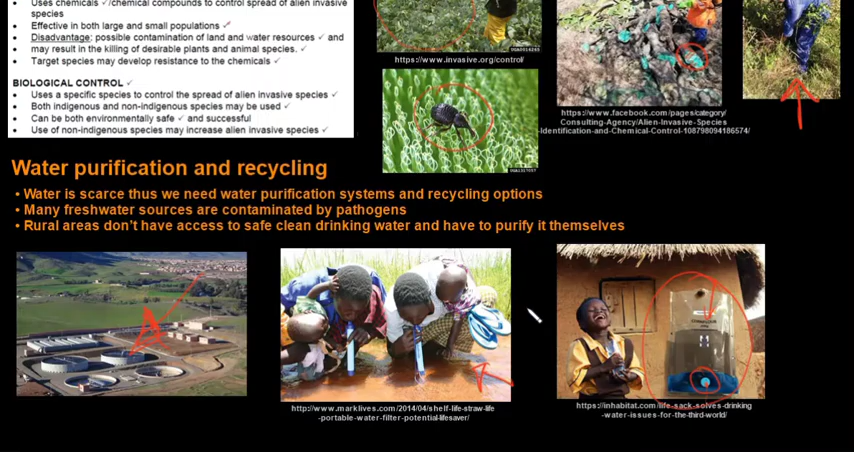 Uses chemicals ✓/chemical compounds to control spread of alien invasive
species
Effective in both large and small populations ✓
Disadvantage: possible contamination of land and water resources ✓ and
may result in the killing of desirable plants and animal species. ✓
Target species may develop resistance to the chemicals ✓
BIOLOGICAL CONTROL ✓
Uses a specific species to control the spread of alien invasive species ✓
Both indigenous and non-indigenous species may be used ✓
Can be both environmentally safe ✓ and successful
Use of non-indigenous species may increase alien invasive species ✓
https://www.invasive.org/control/
https://www.facebook.com/pages/category/
Consulting-Agency/Alien-Invasive-Species
-Identification-and-Chemical-Control-108798094186574/
Water purification and recycling
• Water is scarce thus we need water purification systems and recycling options
• Many freshwater sources are contaminated by pathogens
• Rural areas don't have access to safe clean drinking water and have to purify it themselves
http://www.marklives.com/2014/04/shelf-life-straw-life
-portable-water-filter-potential-lifesaver/
https://inhabitat.com/life-sack-solves-drinking
-water-issues-for-the-third-world/